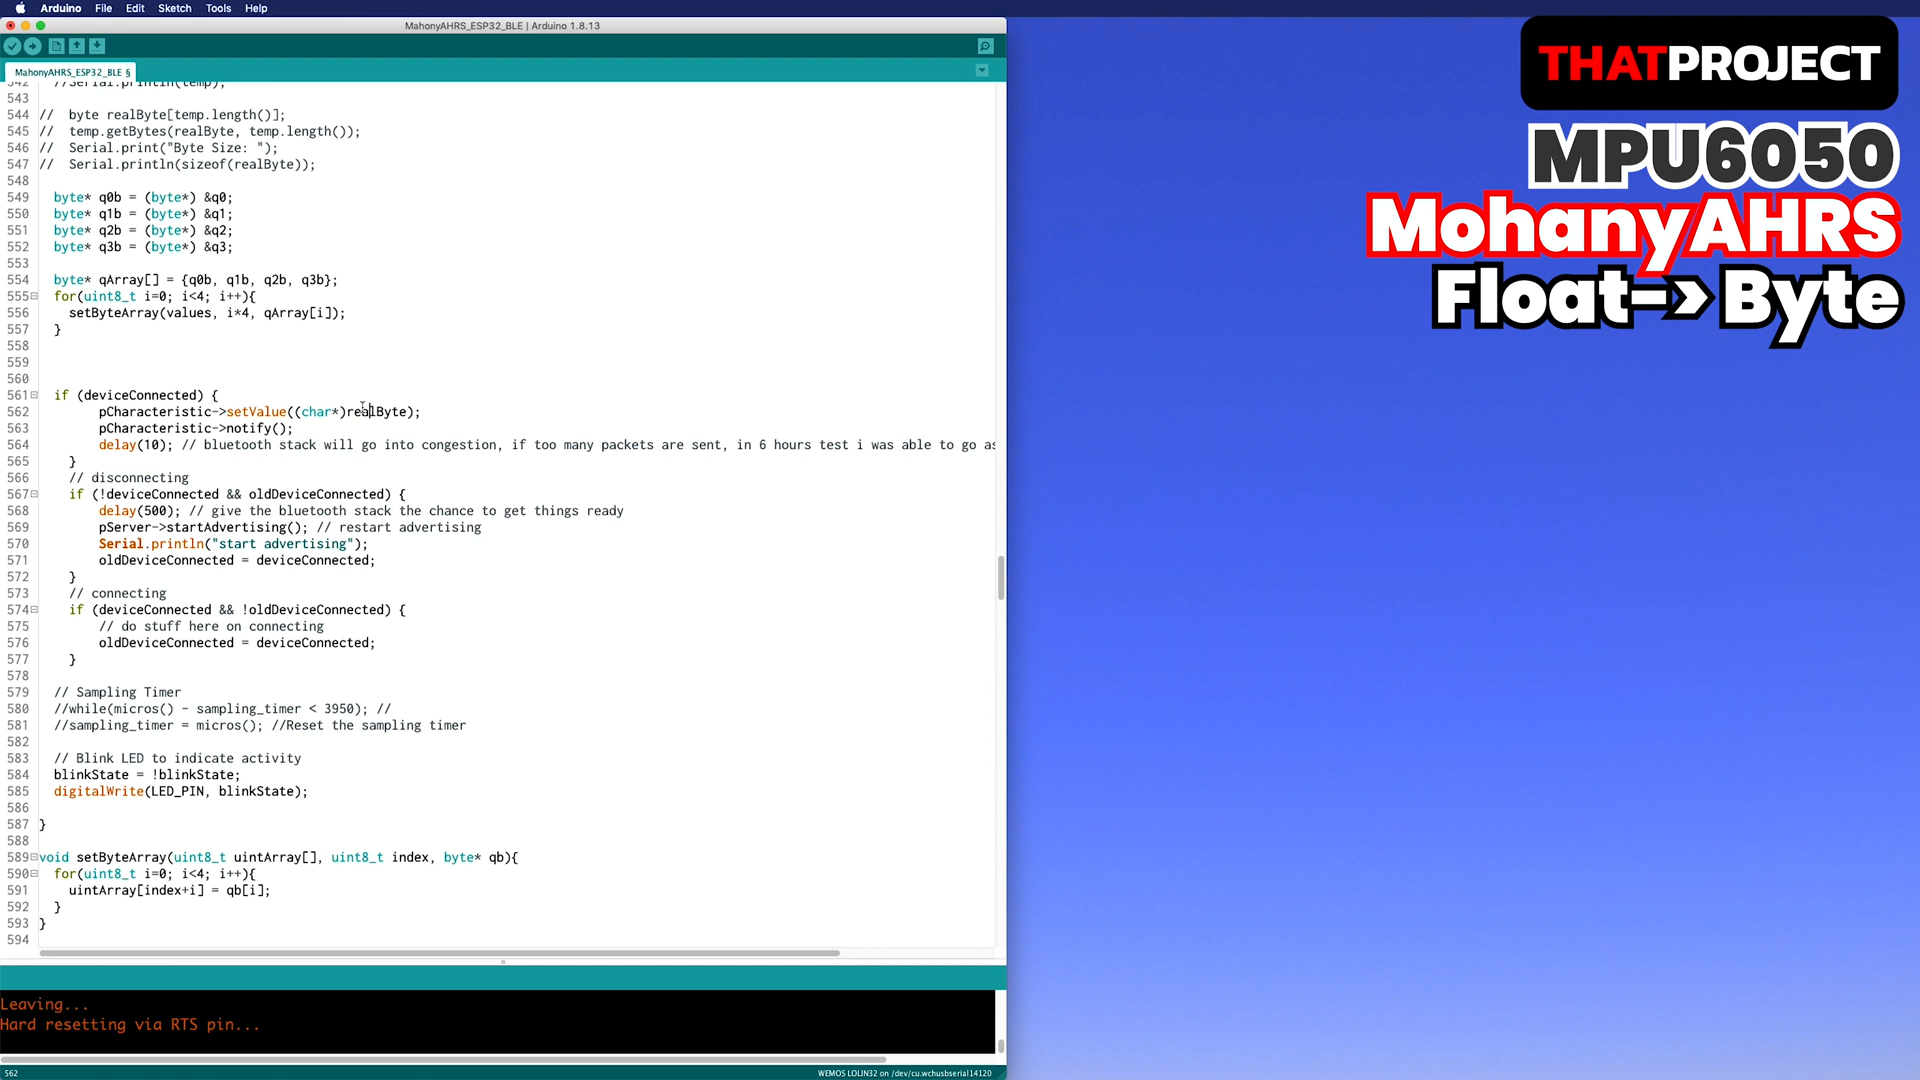 Arduino File Edit Sketch Tools Help
MahonyAHRS_ESP32_BLE | Arduino 1.8.13
MahonyAHRS_ESP32_BLE §
542 //Serial.println(temp);
543
544 // byte realByte[temp.length()];
545 // temp.getBytes(realByte, temp.length());
546 // Serial.print("Byte Size: ");
547 // Serial.println(sizeof(realByte));
548
549 byte* q0b = (byte*) &q0;
550 byte* q1b = (byte*) &q1;
551 byte* q2b = (byte*) &q2;
552 byte* q3b = (byte*) &q3;
553
554 byte* qArray[] = {q0b, q1b, q2b, q3b};
555 for(uint8_t i=0; i<4; i++){
556 setByteArray(values, i*4, qArray[i]);
557 }
558
559
560
561 if (deviceConnected) {
562 pCharacteristic->setValue((char*)realByte);
563 pCharacteristic->notify();
564 delay(10); // bluetooth stack will go into congestion, if too many packets are sent, in 6 hours test i was able to go as
565 }
566 // disconnecting
567 if (!deviceConnected && oldDeviceConnected) {
568 delay(500); // give the bluetooth stack the chance to get things ready
569 pServer->startAdvertising(); // restart advertising
570 Serial.println("start advertising");
571 oldDeviceConnected = deviceConnected;
572 }
573 // connecting
574 if (deviceConnected && !oldDeviceConnected) {
575 // do stuff here on connecting
576 oldDeviceConnected = deviceConnected;
577 }
578
579 // Sampling Timer
580 //while(micros() - sampling_timer < 3950); //
581 //sampling_timer = micros(); //Reset the sampling timer
582
583 // Blink LED to indicate activity
584 blinkState = !blinkState;
585 digitalWrite(LED_PIN, blinkState);
586
587 }
588
589 void setByteArray(uint8_t uintArray[], uint8_t index, byte* qb){
590 for(uint8_t i=0; i<4; i++){
591 uintArray[index+i] = qb[i];
592 }
593 }
594
Leaving...
Hard resetting via RTS pin...
562 WEMOS LOLIN32 on /dev/cu.wchusbserial14120
THATPROJECT
MPU6050
MohanyAHRS
Float->Byte